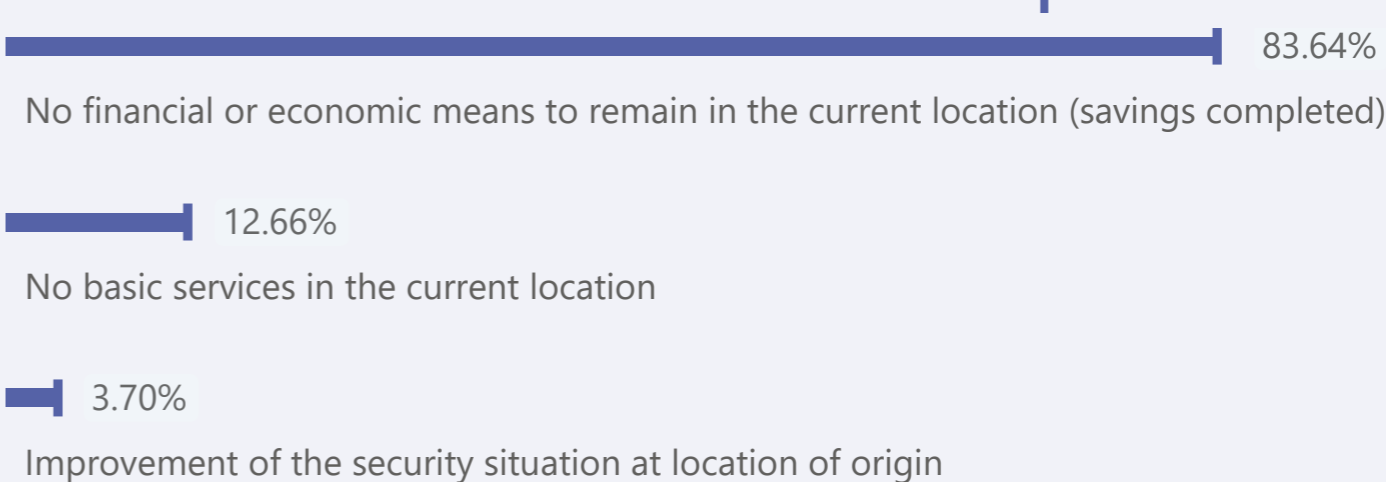 83.64%
No financial or economic means to remain in the current location (savings completed)
12.66%
No basic services in the current location
3.70%
Improvement of the security situation at location of origin